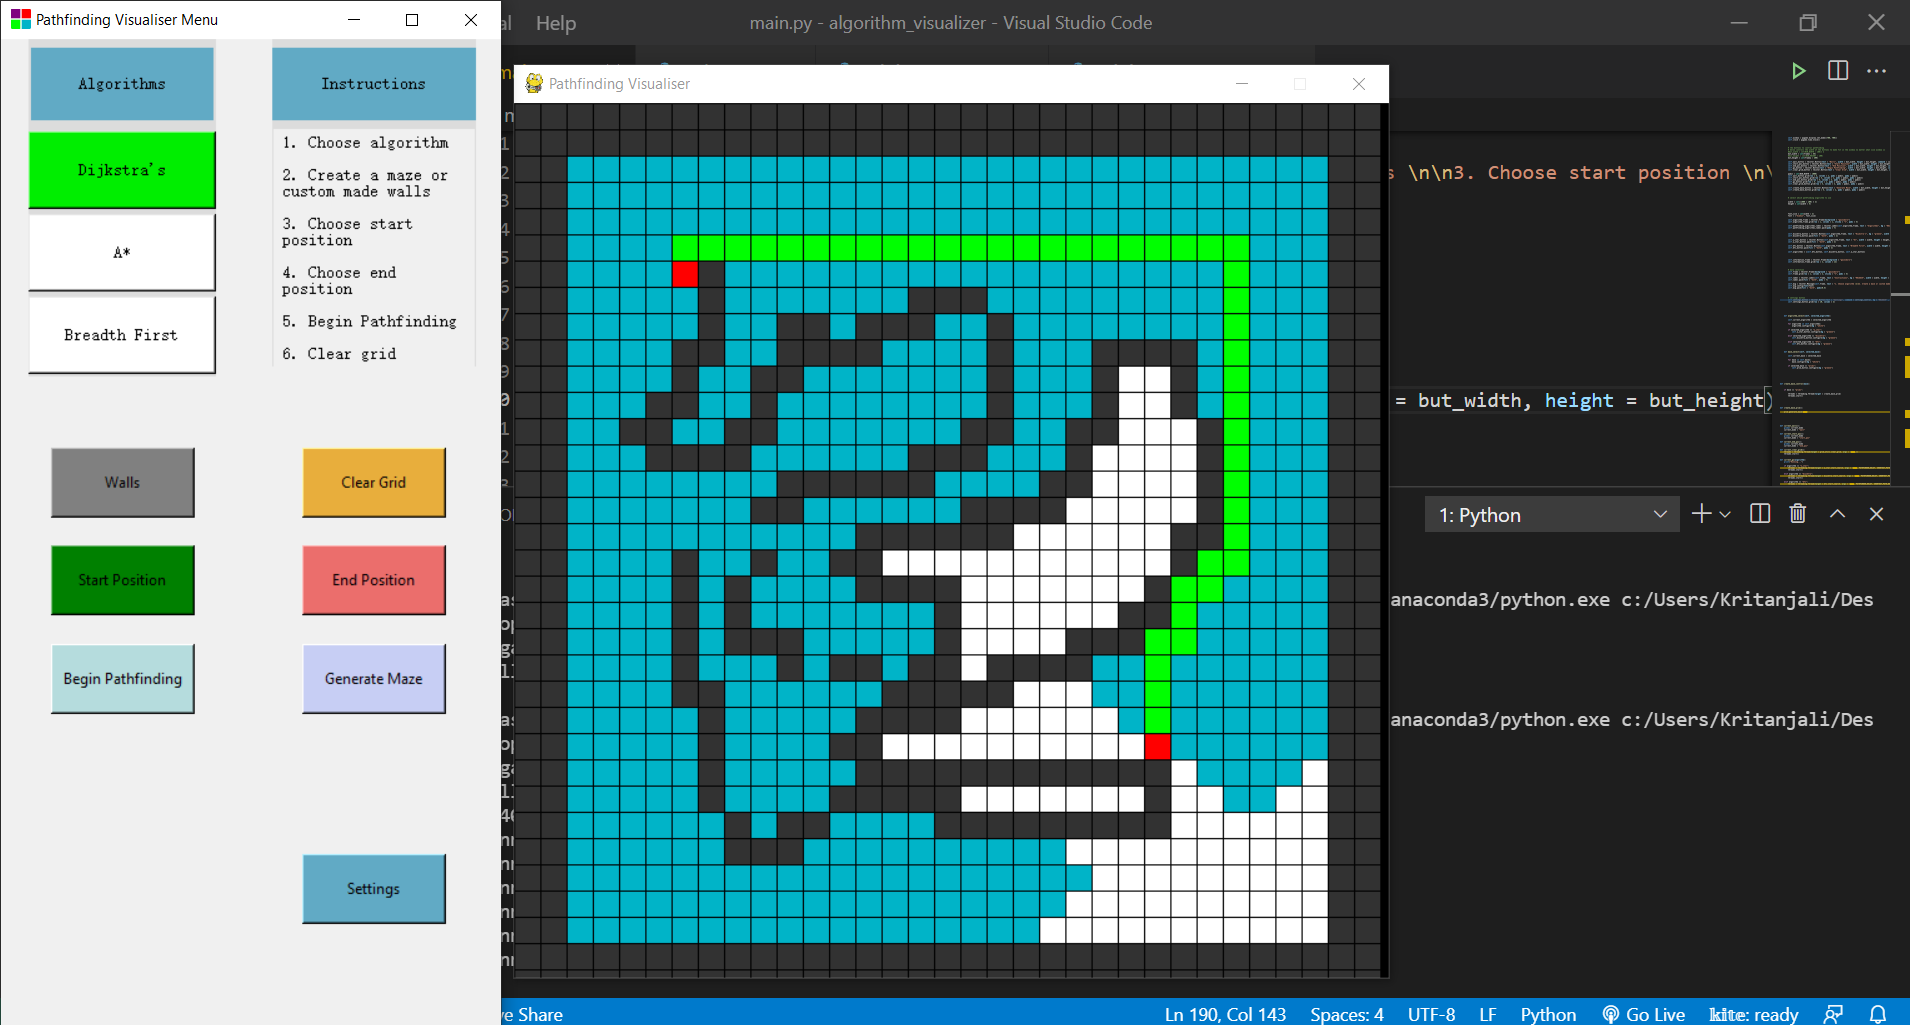 Pathfinding Visualiser Menu
Help
main.py - algorithm_visualizer - Visual Studio Code
Algorithms
Instructions
Dijkstra's
A*
Breadth First
1. Choose algorithm
2. Create a maze or
custom made walls
3. Choose start
position
4. Choose end
position
5. Begin Pathfinding
6. Clear grid
Walls
Clear Grid
Start Position
End Position
Begin Pathfinding
Generate Maze
Settings
Pathfinding Visualiser
s \n\n3. Choose start position \n\
= but_width, height = but_height)
1: Python
anaconda3/python.exe c:/Users/Kritanjali/Des
anaconda3/python.exe c:/Users/Kritanjali/Des
ve Share
Ln 190, Col 143
Spaces: 4
UTF-8
LF
Python
Go Live
kite: ready